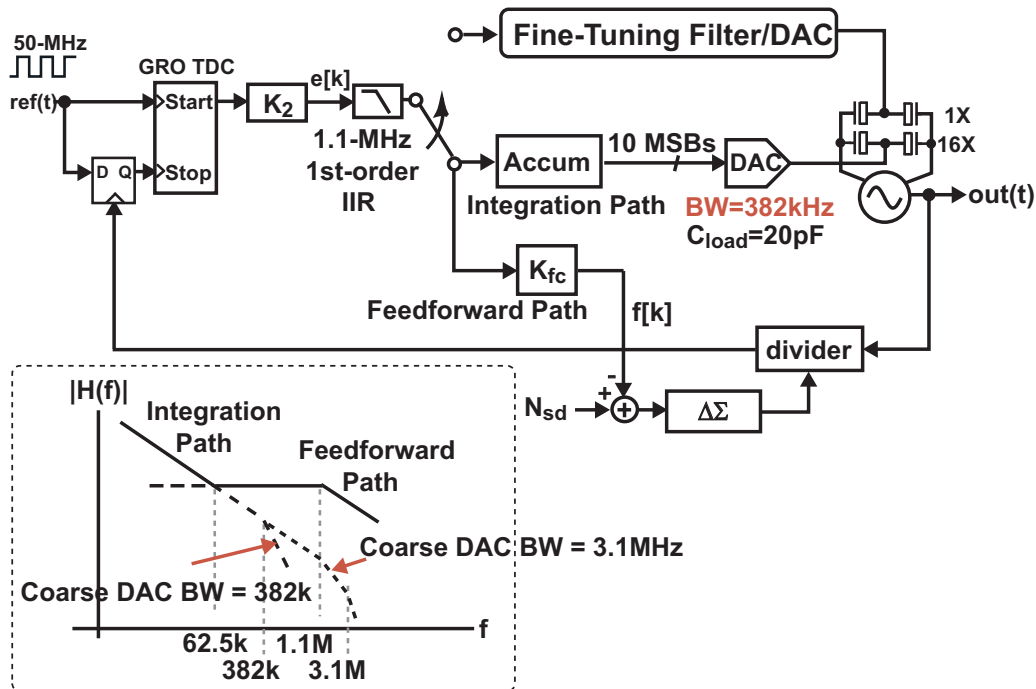 50-MHz
ref(t)
GRO TDC
Start
Stop
D Q
K2
e[k]
1.1-MHz
1st-order
IIR
Fine-Tuning Filter/DAC
1X
16X
Accum
10 MSBs
DAC
Integration Path
BW=382kHz
Cload=20pF
out(t)
Kfc
Feedforward Path
f[k]
divider
-
+
+
Nsd
ΔΣ
|H(f)|
Integration
Path
Feedforward
Path
Coarse DAC BW = 3.1MHz
Coarse DAC BW = 382k
f
62.5k
1.1M
382k
3.1M